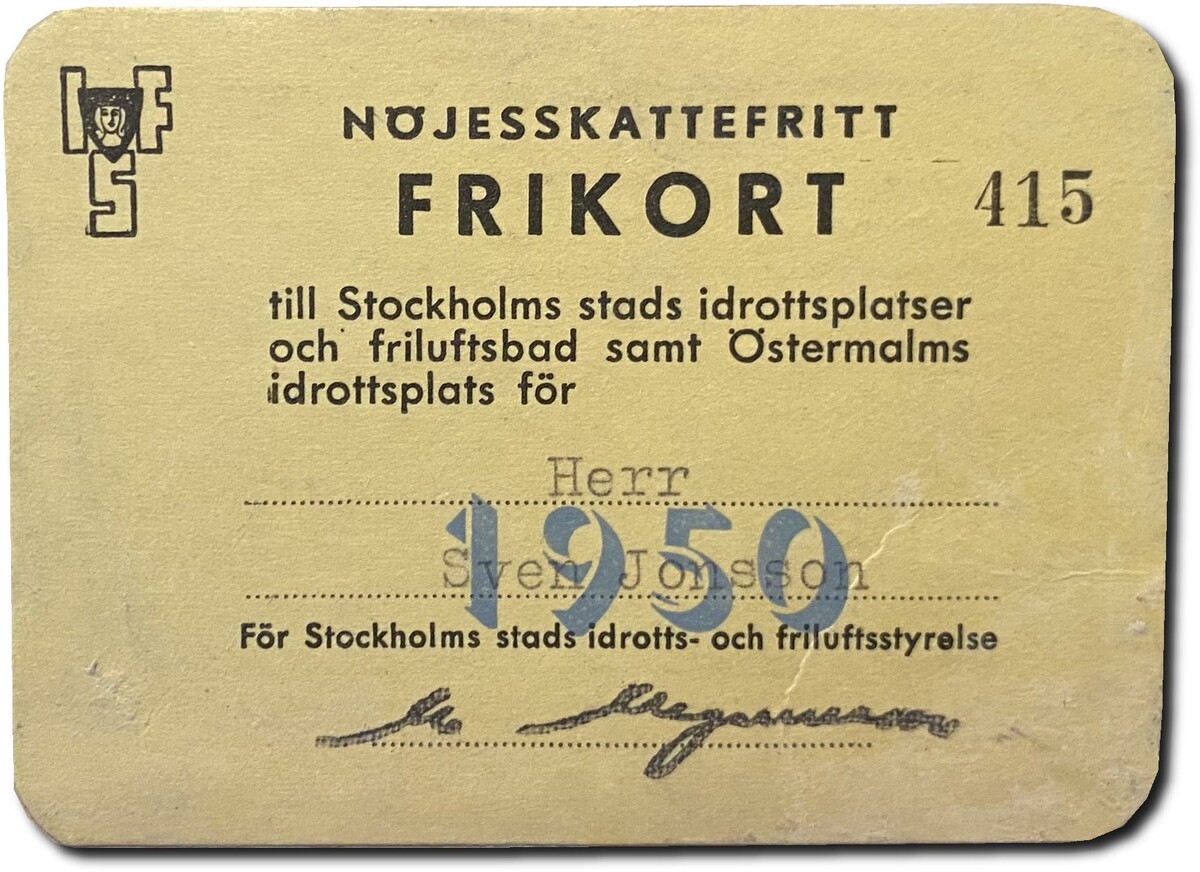 IFS
NÖJESSKATTEFRITT
FRIKORT 415
till Stockholms stads idrottsplatser
och friluftsbad samt Östermalms
idrottsplats för
Herr
1950
Sven Jonsson
För Stockholms stads idrotts- och friluftsstyrelse